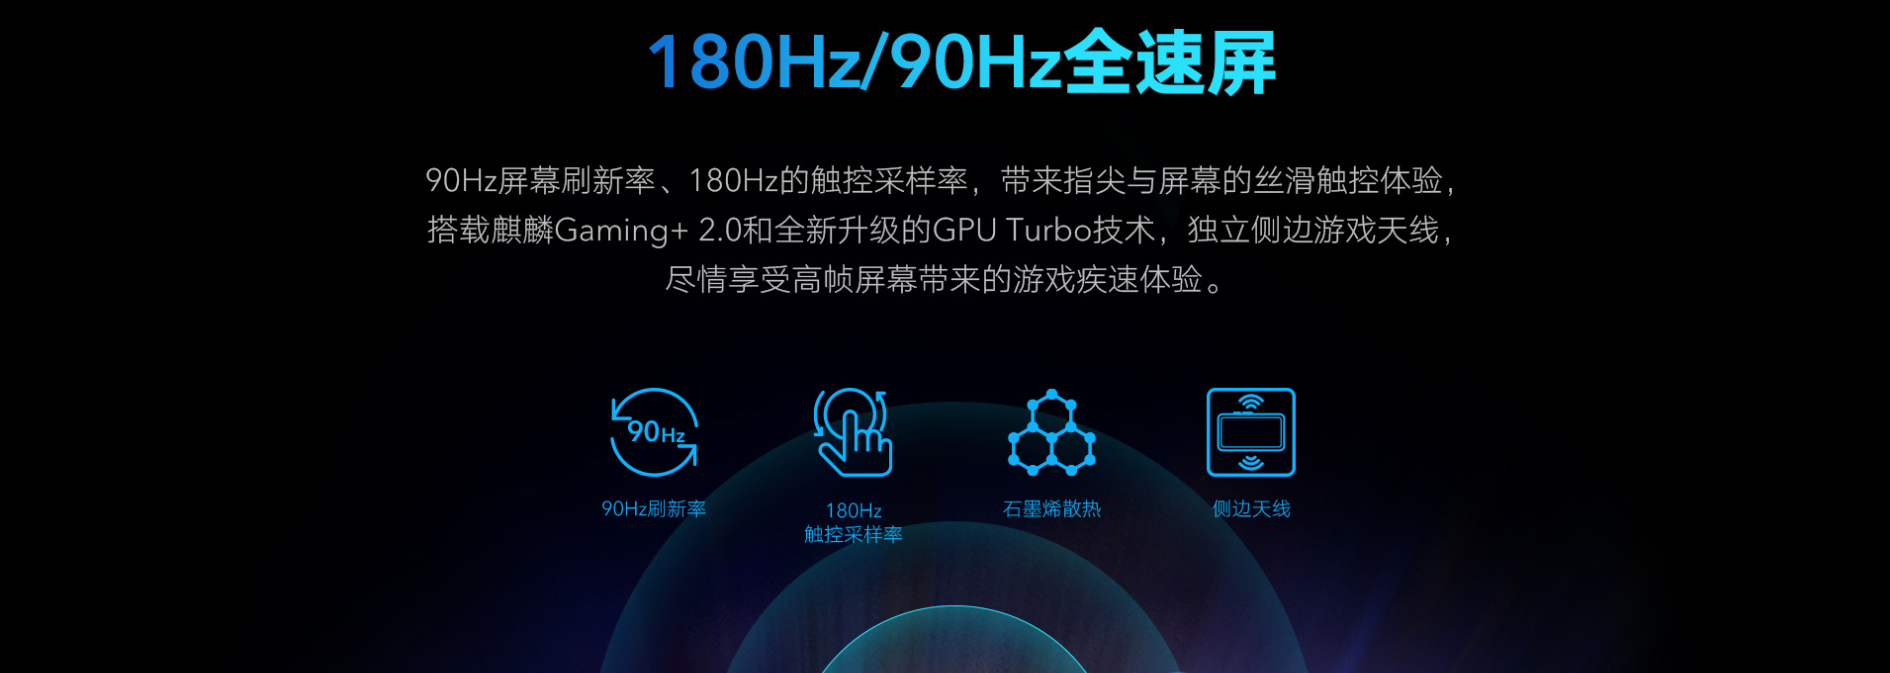 180Hz/90Hz全速屏
90Hz屏幕刷新率、180Hz的触控采样率，带来指尖与屏幕的丝滑触控体验，
搭载麒麟Gaming+ 2.0和全新升级的GPU Turbo技术，独立侧边游戏天线，
尽情享受高帧屏幕带来的游戏疾速体验。
90Hz
90Hz刷新率
180Hz
触控采样率
石墨烯散热
侧边天线